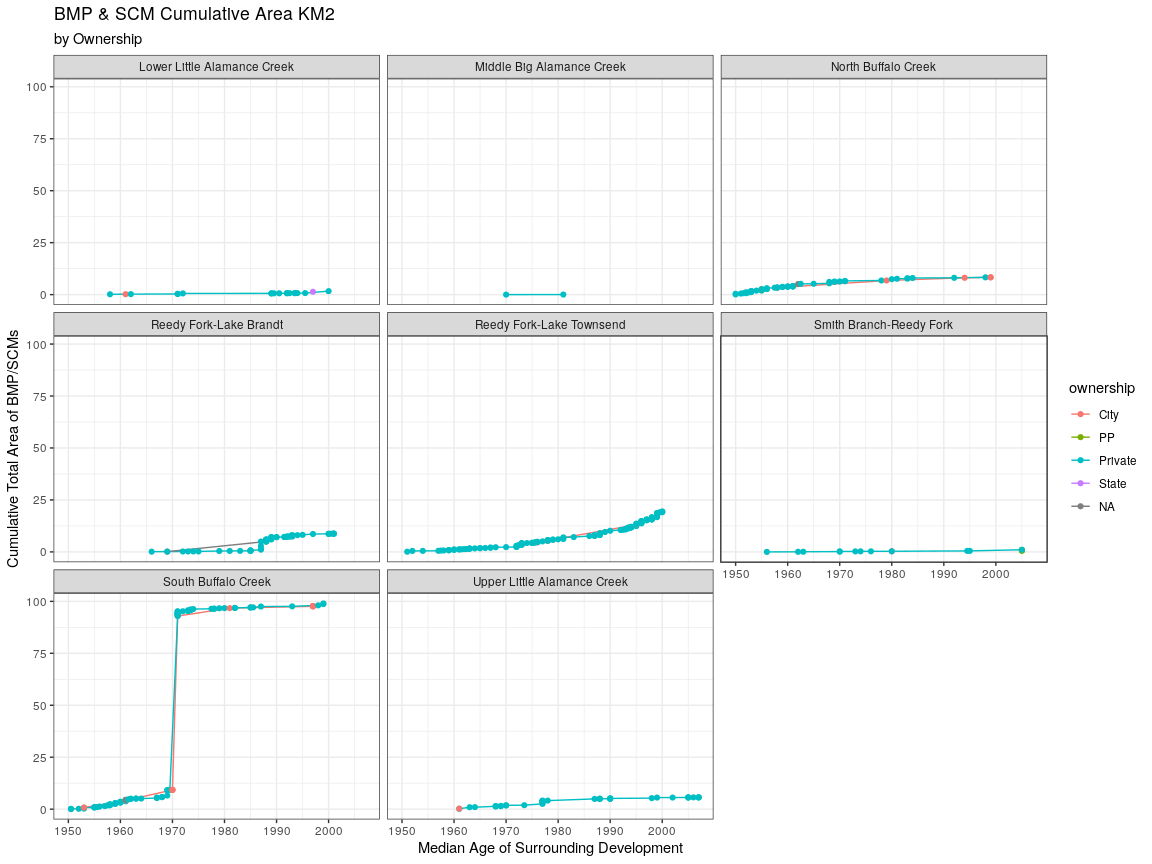 BMP & SCM Cumulative Area KM2
by Ownership
Lower Little Alamance Creek
Middle Big Alamance Creek
North Buffalo Creek
100
75
50
25
0
Reedy Fork-Lake Brandt
Reedy Fork-Lake Townsend
Smith Branch-Reedy Fork
100
75
50
25
0
1950 1960 1970 1980 1990 2000
South Buffalo Creek
Upper Little Alamance Creek
100
75
50
25
0
1950 1960 1970 1980 1990 2000
1950 1960 1970 1980 1990 2000
Median Age of Surrounding Development
Cumulative Total Area of BMP/SCMs
ownership
City
PP
Private
State
NA